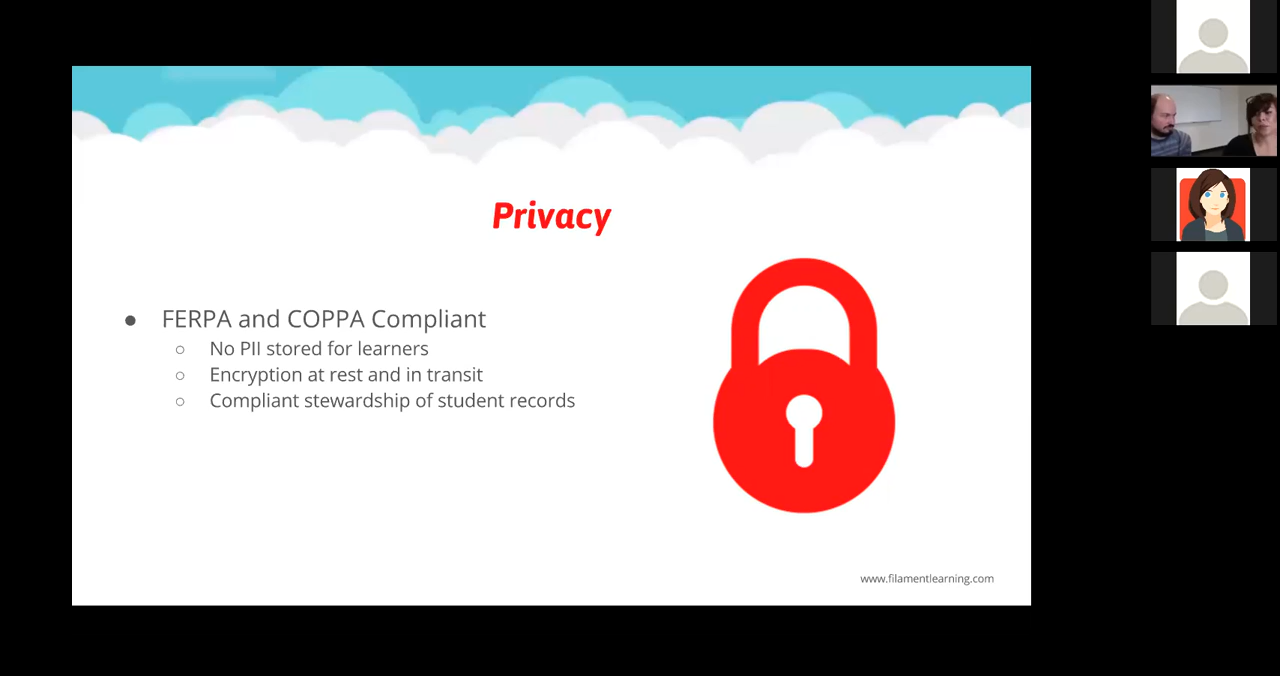 Privacy
● FERPA and COPPA Compliant
○ No PII stored for learners
○ Encryption at rest and in transit
○ Compliant stewardship of student records
www.filamentlearning.com